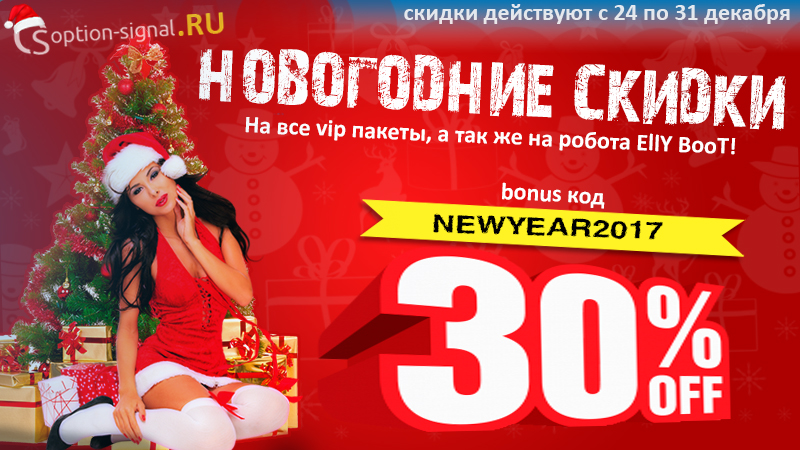 option-signal.RU
скидки действуют с 24 по 31 декабря
НОВОГОДНИЕ СКИДКИ
На все vip пакеты, а так же на робота EllY BooT!
bonus код
NEWYEAR2017
30% OFF